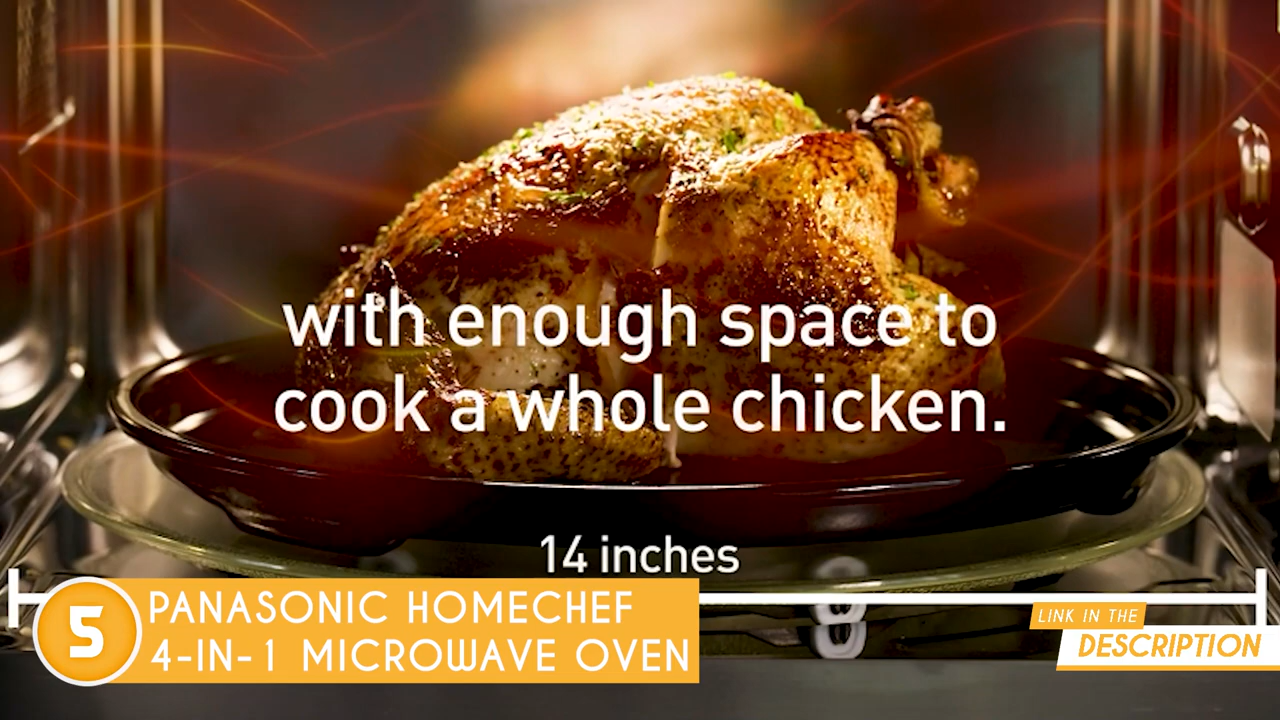 with enough space to
cook a whole chicken.
14 inches
5
PANASONIC HOMECHEF
4-IN-1 MICROWAVE OVEN
LINK IN THE
DESCRIPTION